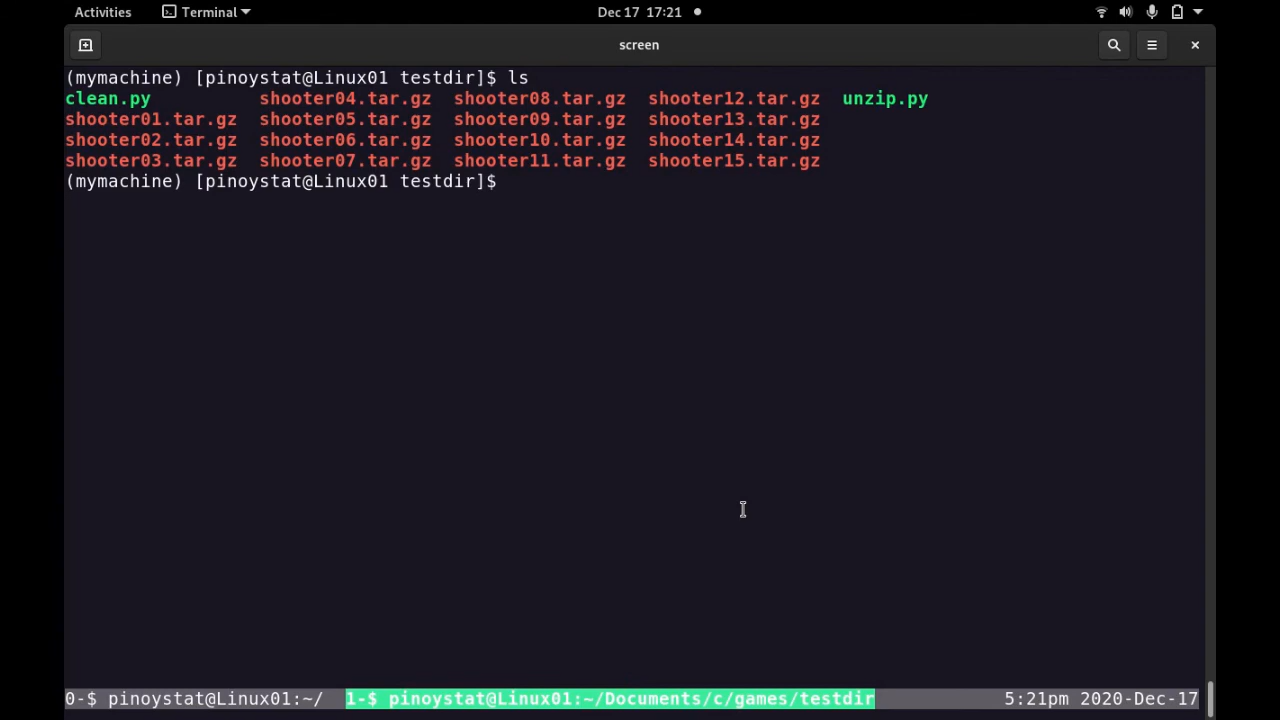 Activities Terminal Dec 17 17:21
screen
(mymachine) [pinoystat@Linux01 testdir]$ ls
clean.py shooter04.tar.gz shooter08.tar.gz shooter12.tar.gz unzip.py
shooter01.tar.gz shooter05.tar.gz shooter09.tar.gz shooter13.tar.gz
shooter02.tar.gz shooter06.tar.gz shooter10.tar.gz shooter14.tar.gz
shooter03.tar.gz shooter07.tar.gz shooter11.tar.gz shooter15.tar.gz
(mymachine) [pinoystat@Linux01 testdir]$
0-$ pinoystat@Linux01:~/ 1-$ pinoystat@Linux01:~/Documents/c/games/testdir 5:21pm 2020-Dec-17